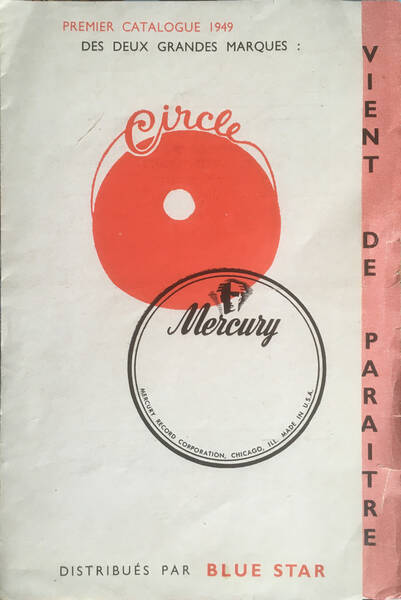 PREMIER CATALOGUE 1949
DES DEUX GRANDES MARQUES :
Circle
Mercury
MERCURY RECORD CORPORATION, CHICAGO, ILL. MADE IN U.S.A.
DISTRIBUÉS PAR BLUE STAR
VIENT DE PARAITRE